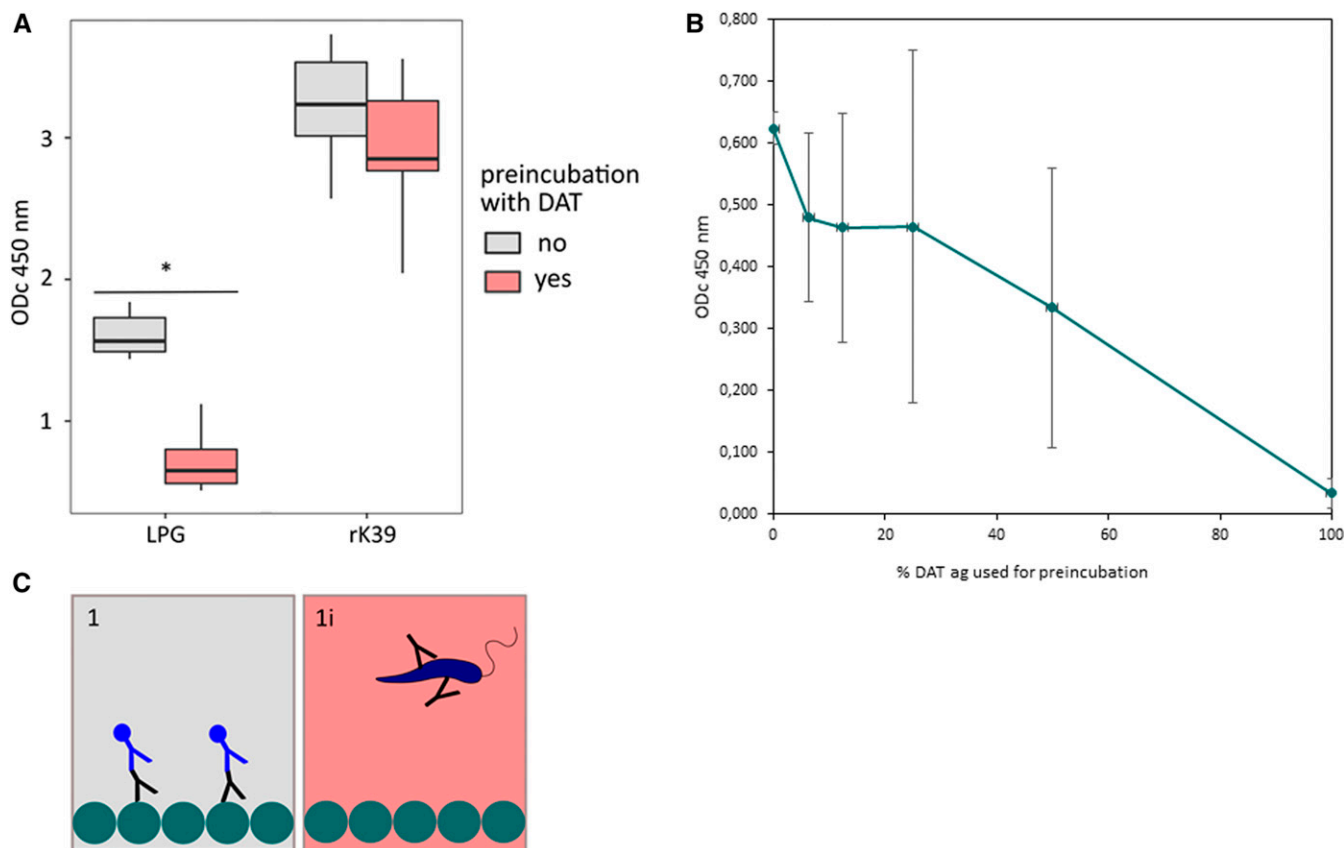 A
3
2
1
ODc 450 nm
*
LPG
rK39
preincubation
with DAT
no
yes
B
0,800
0,700
0,600
0,500
0,400
0,300
0,200
0,100
0,000
ODc 450 nm
0
20
40
60
80
100
% DAT ag used for preincubation
C
1
1i